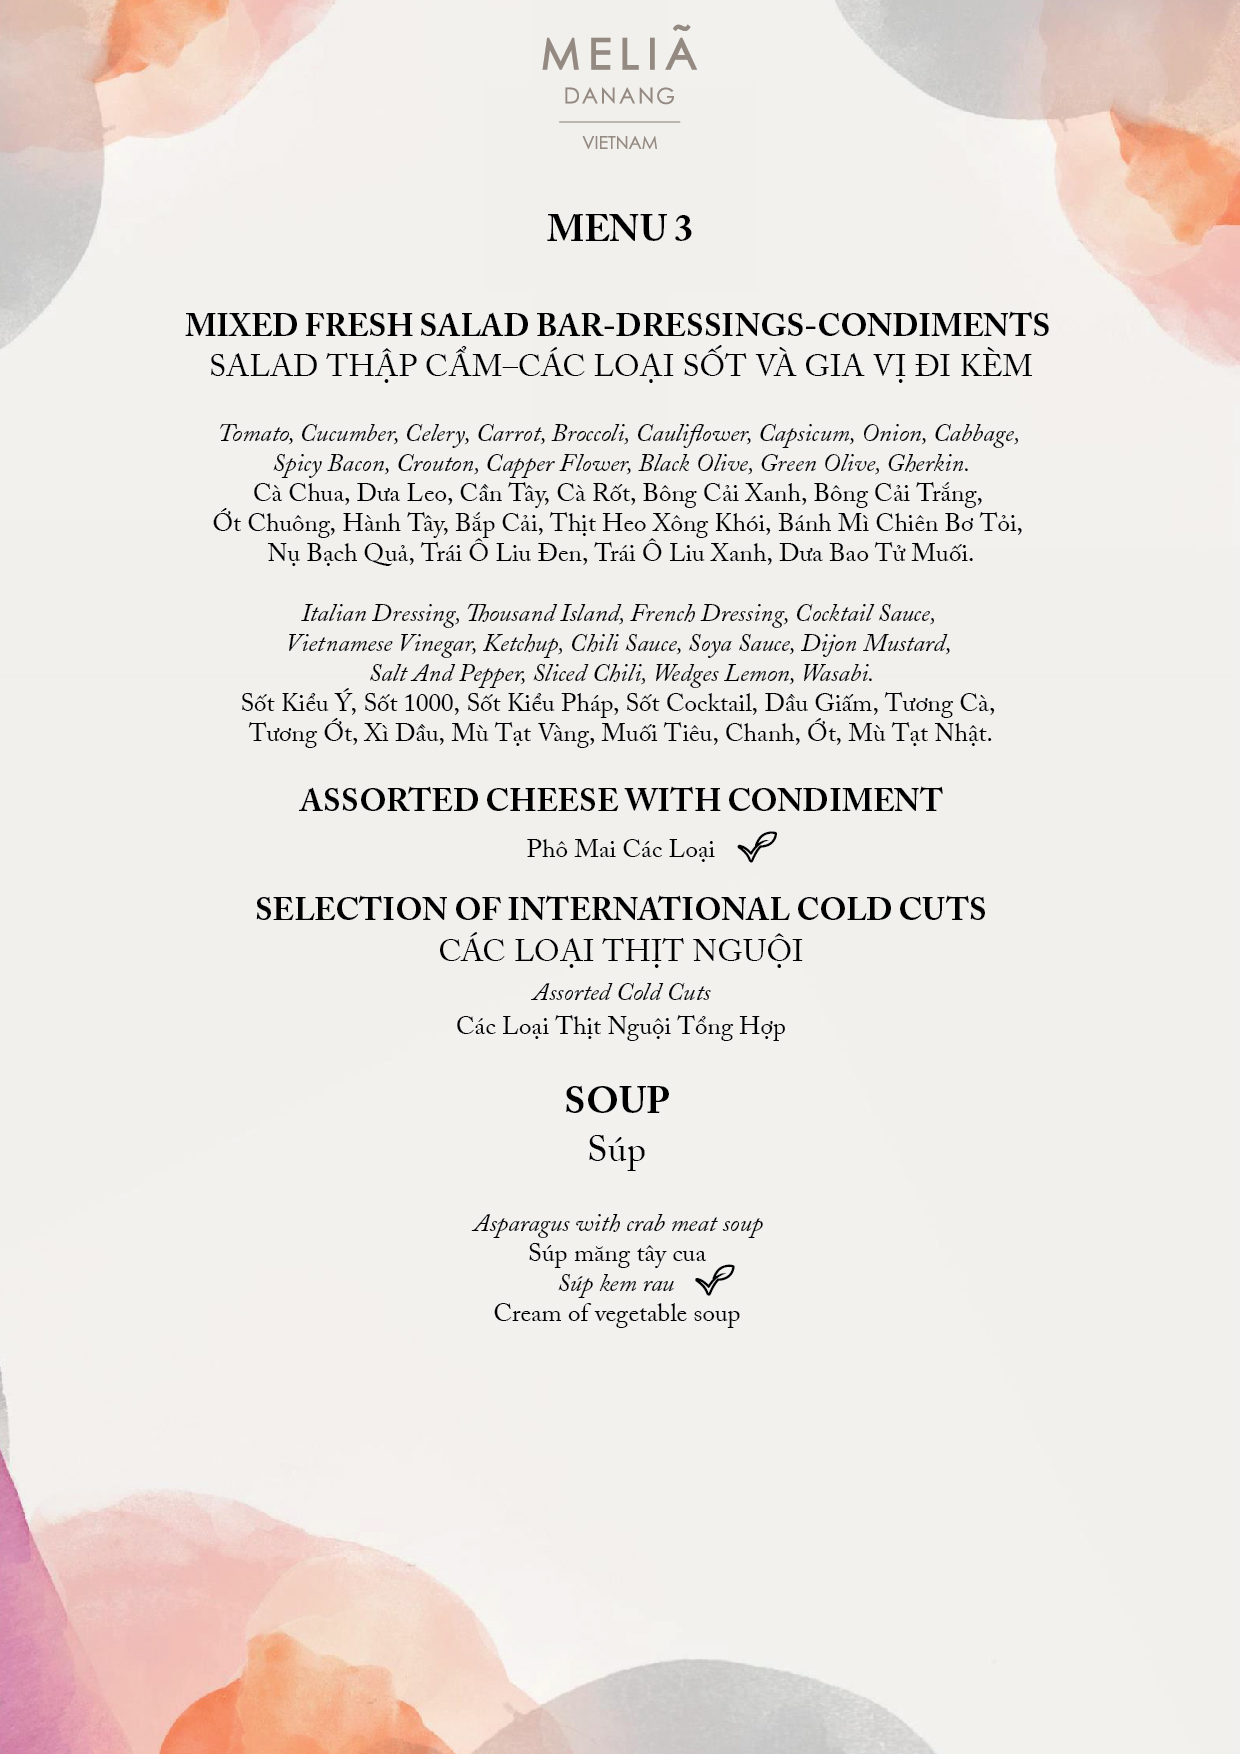 MELIÃ
DANANG
VIETNAM
MENU 3
MIXED FRESH SALAD BAR-DRESSINGS-CONDIMENTS
SALAD THẬP CẨM–CÁC LOẠI SỐT VÀ GIA VỊ ĐI KÈM
Tomato, Cucumber, Celery, Carrot, Broccoli, Cauliflower, Capsicum, Onion, Cabbage,
Spicy Bacon, Crouton, Capper Flower, Black Olive, Green Olive, Gherkin.
Cà Chua, Dưa Leo, Cần Tây, Cà Rốt, Bông Cải Xanh, Bông Cải Trắng,
Ớt Chuông, Hành Tây, Bắp Cải, Thịt Heo Xông Khói, Bánh Mì Chiên Bơ Tỏi,
Nụ Bạch Quả, Trái Ô Liu Đen, Trái Ô Liu Xanh, Dưa Bao Tử Muối.
Italian Dressing, Thousand Island, French Dressing, Cocktail Sauce,
Vietnamese Vinegar, Ketchup, Chili Sauce, Soya Sauce, Dijon Mustard,
Salt And Pepper, Sliced Chili, Wedges Lemon, Wasabi.
Sốt Kiểu Ý, Sốt 1000, Sốt Kiểu Pháp, Sốt Cocktail, Dầu Giấm, Tương Cà,
Tương Ớt, Xì Dầu, Mù Tạt Vàng, Muối Tiêu, Chanh, Ớt, Mù Tạt Nhật.
ASSORTED CHEESE WITH CONDIMENT
Phô Mai Các Loại
SELECTION OF INTERNATIONAL COLD CUTS
CÁC LOẠI THỊT NGUỘI
Assorted Cold Cuts
Các Loại Thịt Nguội Tổng Hợp
SOUP
Súp
Asparagus with crab meat soup
Súp măng tây cua
Súp kem rau
Cream of vegetable soup